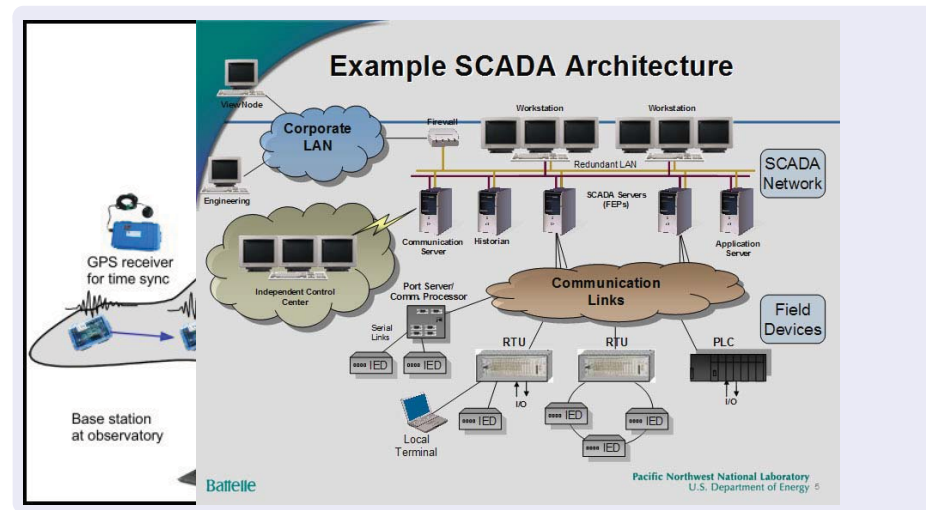 Example SCADA Architecture
View Node
Corporate
LAN
Firewall
Workstation
Workstation
Redundant LAN
SCADA
Network
Engineering
SCADA Servers
(FEPs)
Communication
Server
Historian
Application
Server
Independent Control
Center
Communication
Links
Port Server/
Comm. Processor
Field
Devices
Serial
Links
RTU
RTU
PLC
IED
IED
I/O
I/O
IED
IED
IED
IED
Local
Terminal
Battelle
Pacific Northwest National Laboratory
U.S. Department of Energy 5
GPS receiver
for time sync
Base station
at observatory